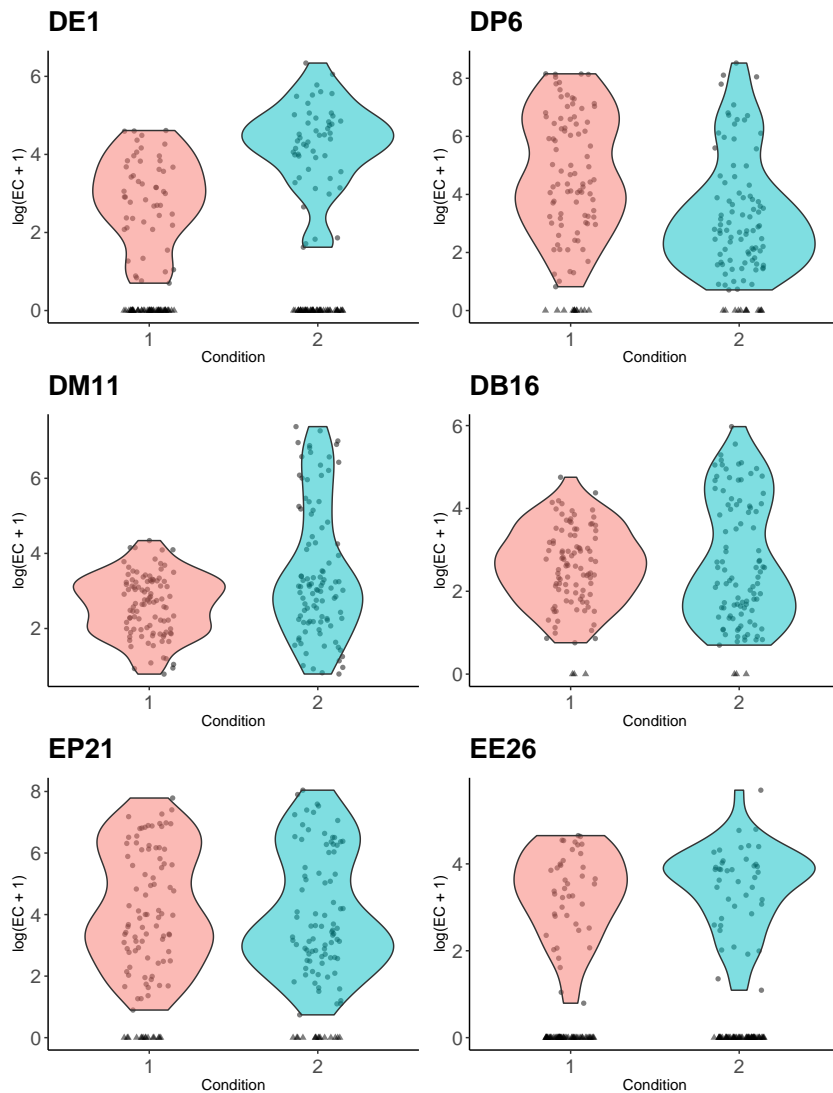 DE1
log(EC + 1)
6
4
2
0
1
2
Condition
DP6
log(EC + 1)
8
6
4
2
0
1
2
Condition
DM11
log(EC + 1)
6
4
2
1
2
Condition
DB16
log(EC + 1)
6
4
2
0
1
2
Condition
EP21
log(EC + 1)
8
6
4
2
0
1
2
Condition
EE26
log(EC + 1)
4
2
0
1
2
Condition